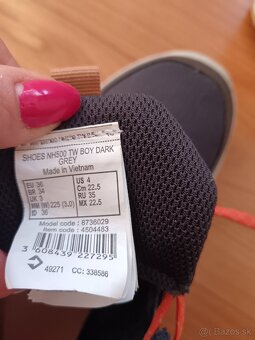 SHOES NH500 TW BOY DARK
GREY
Made in Vietnam
EU 36 US 4
BR 34 Cm 22.5
UK 3 RU 35
MM (W) 225 (3.0) MX 22.5
ID 36
Model code : 8736029
Item code : 4504483
3 608439 227295
49271 CC: 338586
bazos.sk